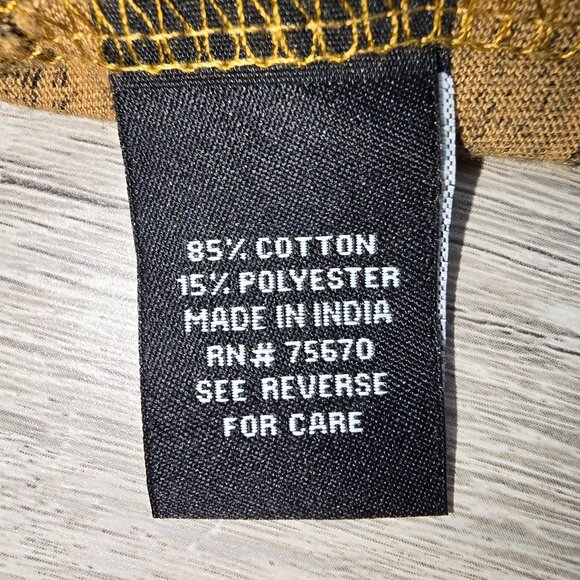 85% COTTON
15% POLYESTER
MADE IN INDIA
RN# 75670
SEE REVERSE
FOR CARE